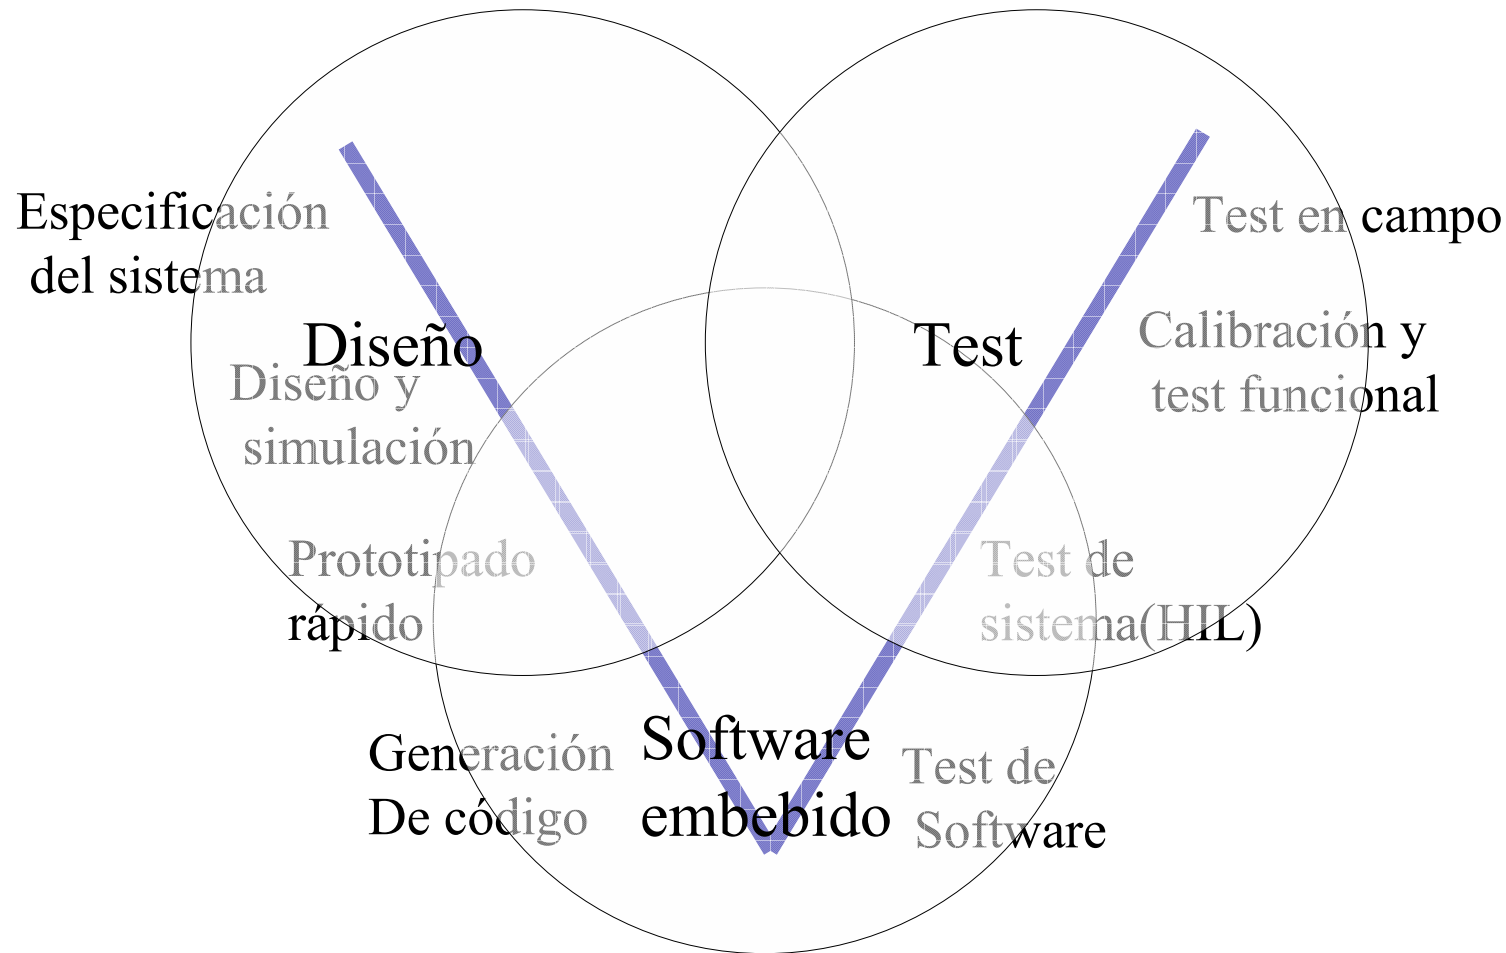 Especificación
del sistema
Diseño
Diseño y
simulación
Prototipado
rápido
Generación
De código
Software
embebido
Test de
Software
Test de
sistema(HIL)
Test
Calibración y
test funcional
Test en campo